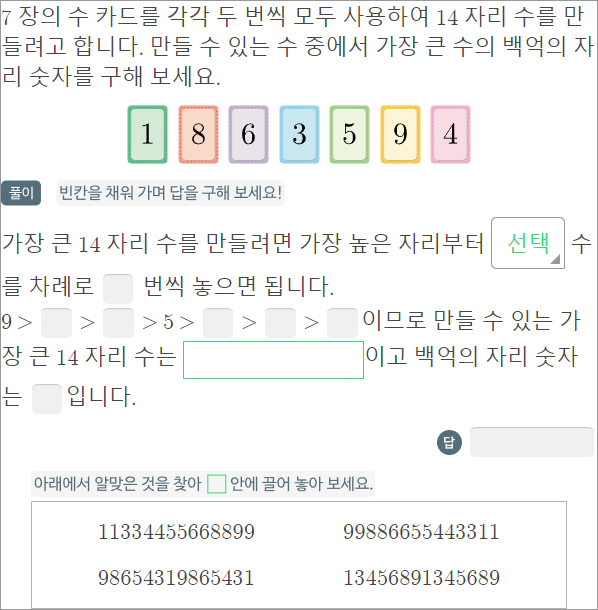 7 장의 수 카드를 각각 두 번씩 모두 사용하여 14 자리 수를 만
들려고 합니다. 만들 수 있는 수 중에서 가장 큰 수의 백억의 자
리 숫자를 구해 보세요.
1 8 6 3 5 9 4
풀이 빈칸을 채워 가며 답을 구해 보세요!
가장 큰 14 자리 수를 만들려면 가장 높은 자리부터 선택 수
를 차례로 번씩 놓으면 됩니다.
9 > > > 5 > > > 이므로 만들 수 있는 가
장 큰 14 자리 수는 이고 백억의 자리 숫자
는 입니다.
답
아래에서 알맞은 것을 찾아 안에 끌어 놓아 보세요.
11334455668899 99886655443311
98654319865431 13456891345689